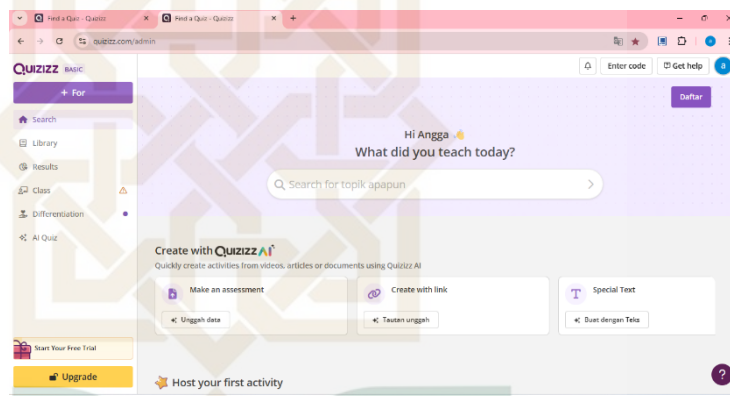 Find a Quiz - Quizizz
Find a Quiz - Quizizz
quizizz.com/admin
QUIZIZZ BASIC
Enter code
Get help
a
+ For
Daftar
Search
Library
Results
Class
Differentiation
AI Quiz
Hi Angga
What did you teach today?
Search for topik apapun
Create with QUIZIZZ AI
Quickly create activities from videos, articles or documents using Quizizz AI
Make an assessment
Create with link
Special Text
Unggah data
Tautan unggah
Buat dengan Teks
Start Your Free Trial
Upgrade
Host your first activity
?